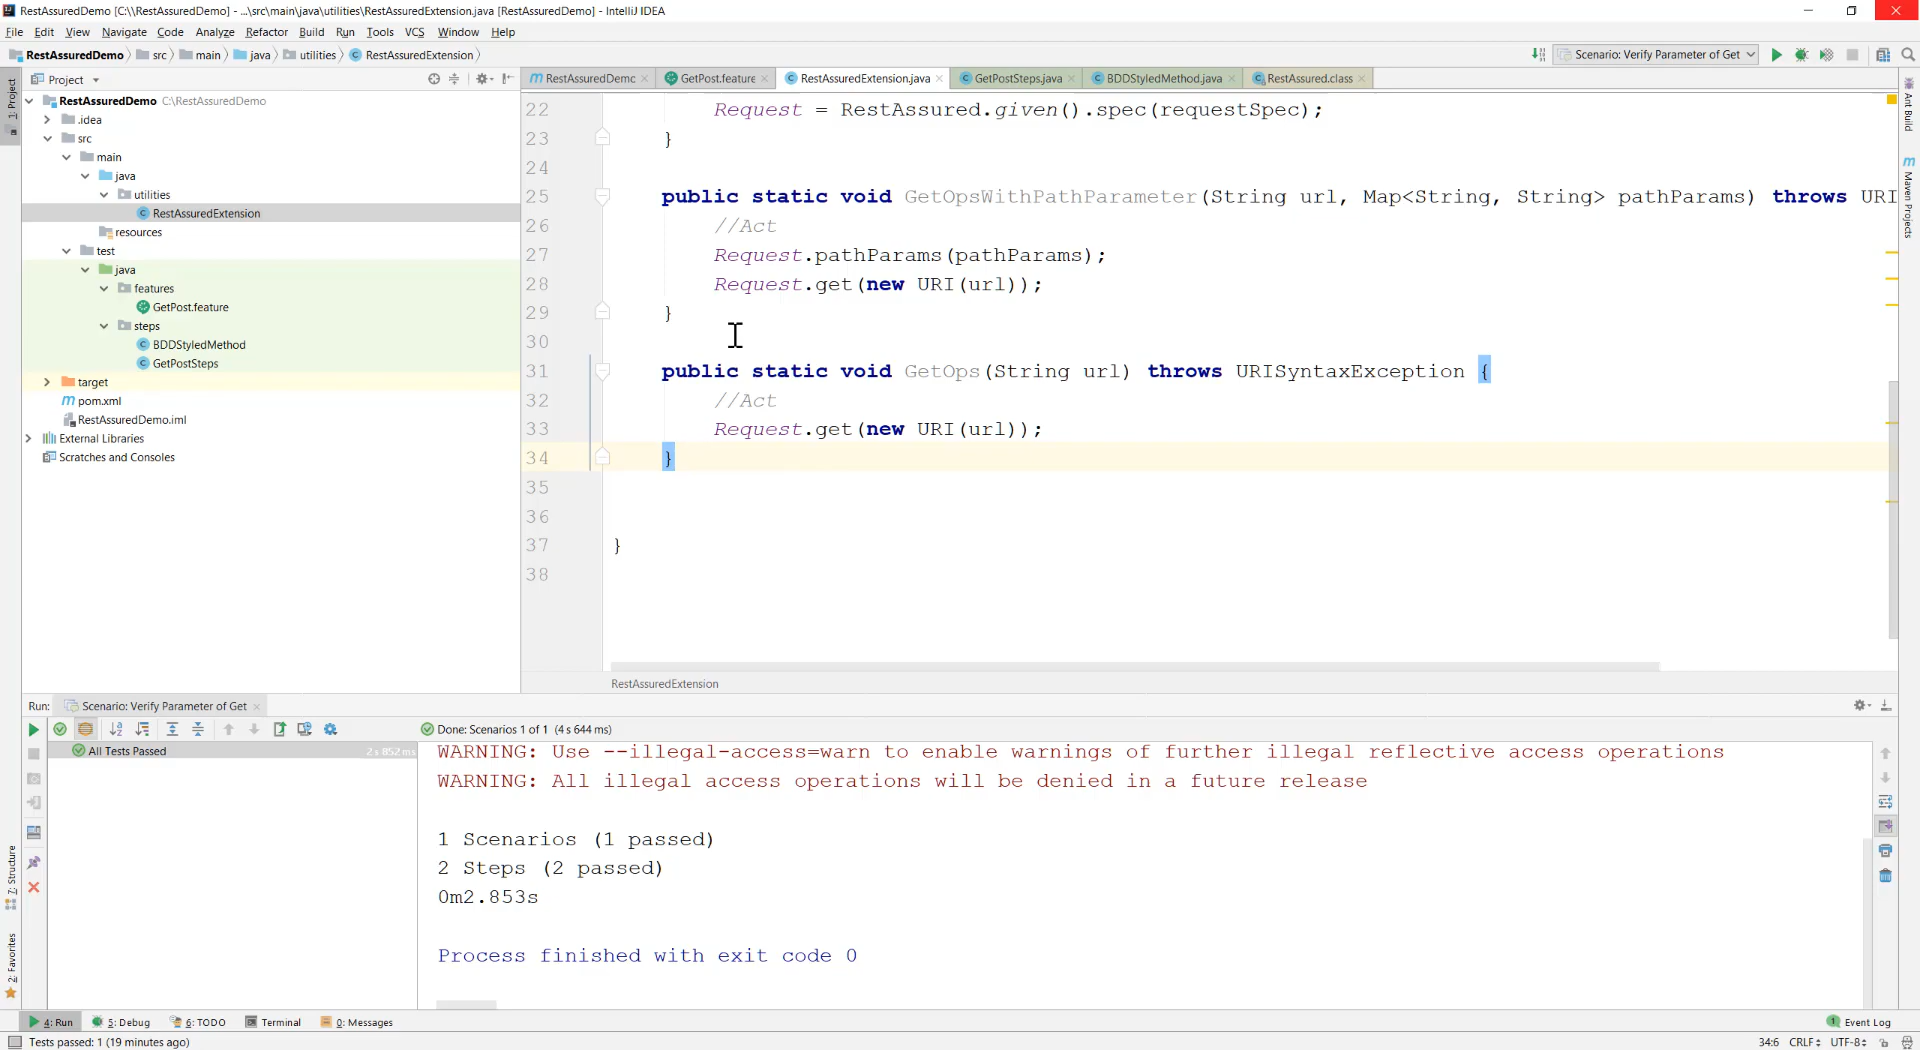 RestAssuredDemo [C:\\RestAssuredDemo] - ...\src\main\java\utilities\RestAssuredExtension.java [RestAssuredDemo] - IntelliJ IDEA
File Edit View Navigate Code Analyze Refactor Build Run Tools VCS Window Help
RestAssuredDemo src main java utilities RestAssuredExtension
Scenario: Verify Parameter of Get
1: Project
Project
RestAssuredDemo C:\RestAssuredDemo
.idea
src
main
java
utilities
RestAssuredExtension
resources
test
java
features
GetPost.feature
steps
BDDStyledMethod
GetPostSteps
target
pom.xml
RestAssuredDemo.iml
External Libraries
Scratches and Consoles
RestAssuredDemo GetPost.feature RestAssuredExtension.java GetPostSteps.java BDDStyledMethod.java RestAssured.class
22 Request = RestAssured.given().spec(requestSpec);
23 }
24
25 public static void GetOpsWithPathParameter(String url, Map<String, String> pathParams) throws URI
26 //Act
27 Request.pathParams(pathParams);
28 Request.get(new URI(url));
29 }
30
31 public static void GetOps(String url) throws URISyntaxException {
32 //Act
33 Request.get(new URI(url));
34 }
35
36
37 }
38
RestAssuredExtension
Ant Build
Maven Projects
Run: Scenario: Verify Parameter of Get
Done: Scenarios 1 of 1 (4 s 644 ms)
All Tests Passed 2 s 852 ms
WARNING: Use --illegal-access=warn to enable warnings of further illegal reflective access operations
WARNING: All illegal access operations will be denied in a future release
1 Scenarios (1 passed)
2 Steps (2 passed)
0m2.853s
Process finished with exit code 0
Z: Structure
2: Favorites
4: Run 5: Debug 6: TODO Terminal 0: Messages 1 Event Log
Tests passed: 1 (19 minutes ago) 34:6 CRLF UTF-8